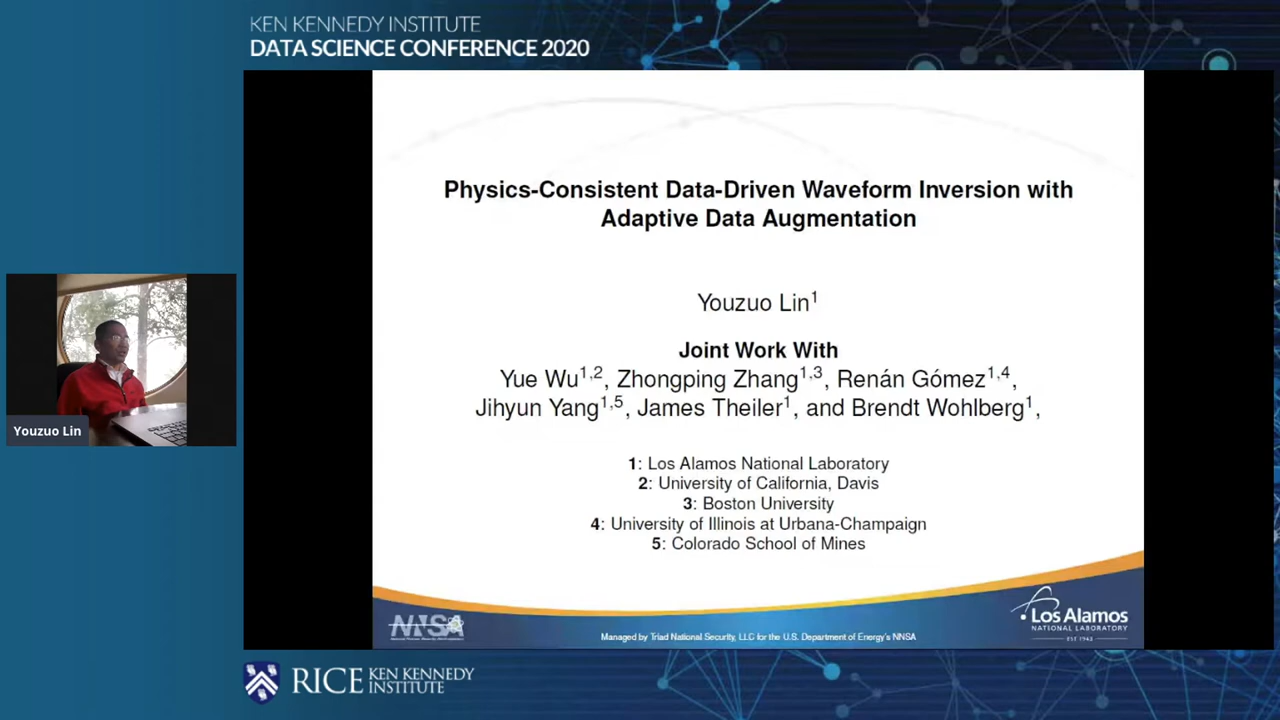 KEN KENNEDY INSTITUTE
DATA SCIENCE CONFERENCE 2020
Physics-Consistent Data-Driven Waveform Inversion with
Adaptive Data Augmentation
Youzuo Lin1
Joint Work With
Yue Wu1,2, Zhongping Zhang1,3, Renán Gómez1,4,
Jihyun Yang1,5, James Theiler1, and Brendt Wohlberg1,
1: Los Alamos National Laboratory
2: University of California, Davis
3: Boston University
4: University of Illinois at Urbana-Champaign
5: Colorado School of Mines
Youzuo Lin
NNSA
Managed by Triad National Security, LLC for the U.S. Department of Energy's NNSA
Los Alamos
NATIONAL LABORATORY
EST 1943
RICE KEN KENNEDY
INSTITUTE